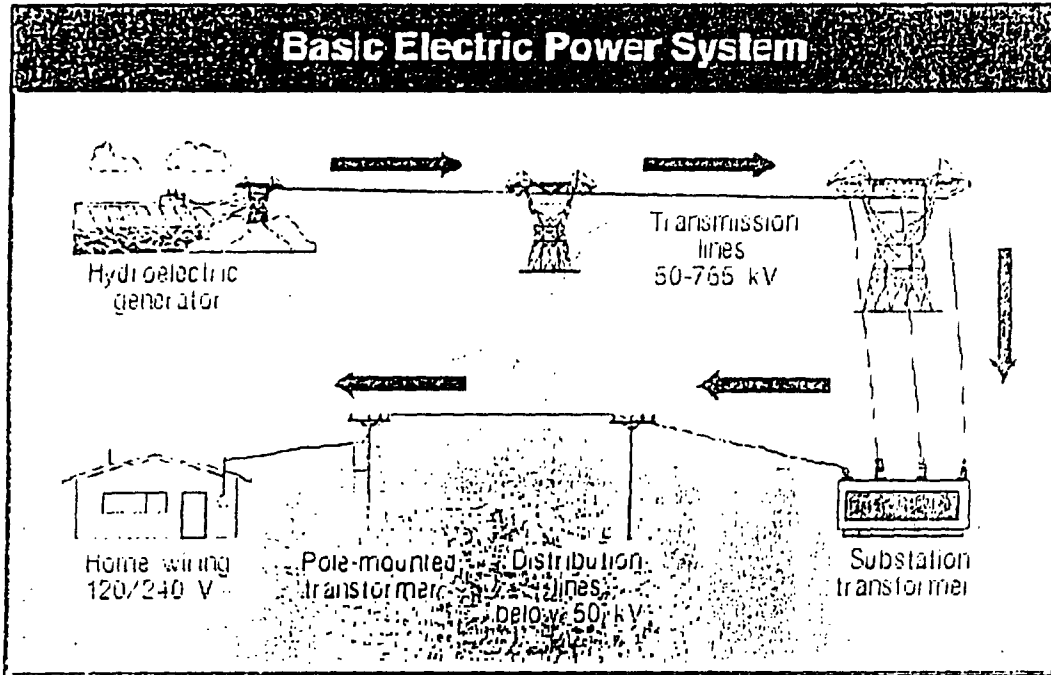 Basic Electric Power System
Hydroelectric
generator
Transmission
lines
50-765 kV
Home wiring
120/240 V
Pole-mounted
transformer
Distribution
lines
below 50 kV
Substation
transformer